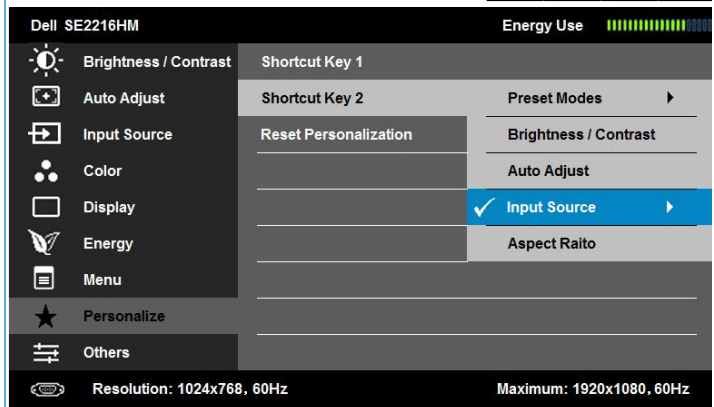 Dell SE2216HM Energy Use
Brightness / Contrast Shortcut Key 1
Auto Adjust Shortcut Key 2 Preset Modes
Input Source Reset Personalization Brightness / Contrast
Color Auto Adjust
Display Input Source
Energy Aspect Raito
Menu
Personalize
Others
Resolution: 1024x768, 60Hz Maximum: 1920x1080, 60Hz